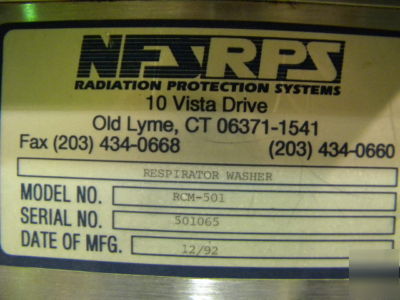 NFS RPS
RADIATION PROTECTION SYSTEMS
10 Vista Drive
Old Lyme, CT 06371-1541
Fax (203) 434-0668 (203) 434-0660
RESPIRATOR WASHER
MODEL NO. RCM-501
SERIAL NO. 501065
DATE OF MFG. 12/92